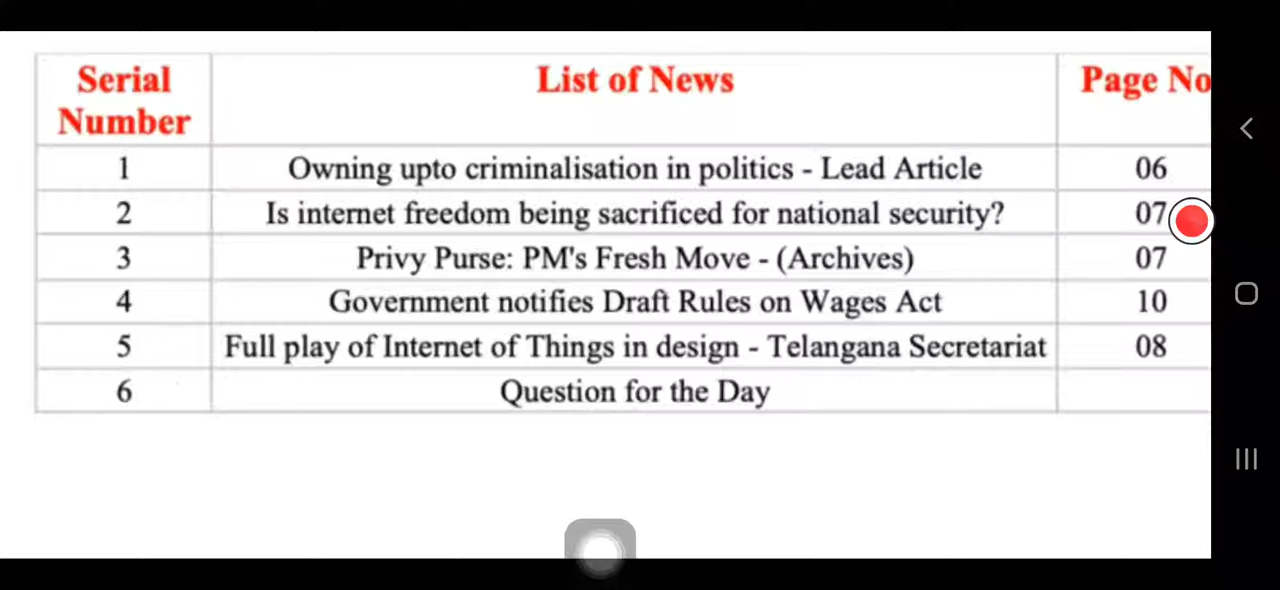 Serial Number List of News Page No
1 Owning upto criminalisation in politics - Lead Article 06
2 Is internet freedom being sacrificed for national security? 07
3 Privy Purse: PM's Fresh Move - (Archives) 07
4 Government notifies Draft Rules on Wages Act 10
5 Full play of Internet of Things in design - Telangana Secretariat 08
6 Question for the Day